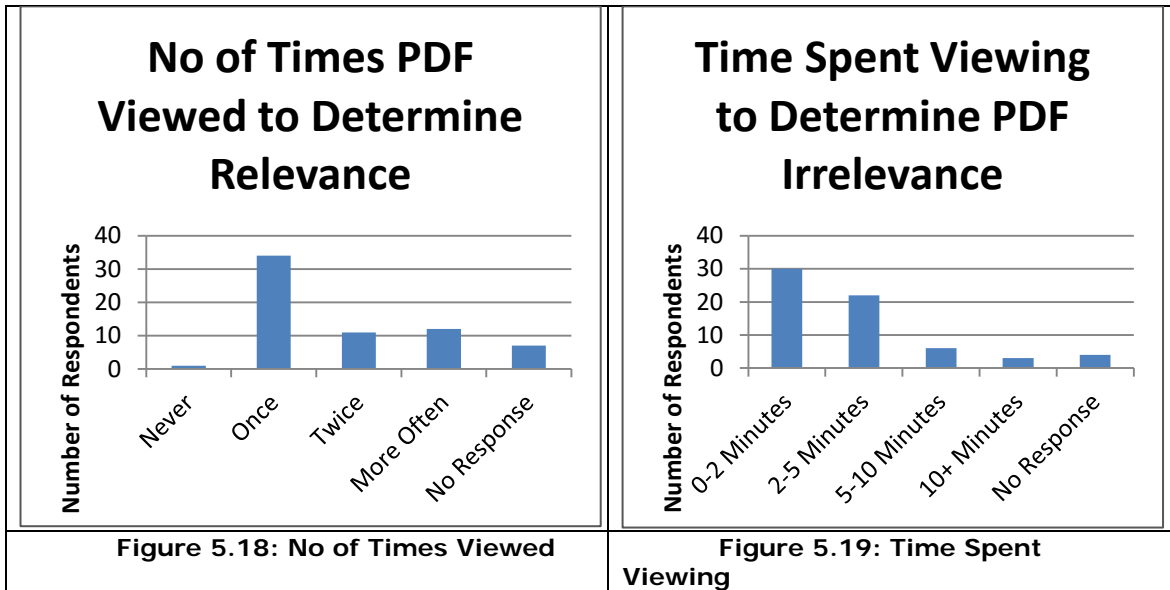 No of Times PDF
Viewed to Determine
Relevance
Number of Respondents
40
30
20
10
0
Never
Once
Twice
More Often
No Response
Figure 5.18: No of Times Viewed
Time Spent Viewing
to Determine PDF
Irrelevance
Number of Respondents
40
30
20
10
0
0-2 Minutes
2-5 Minutes
5-10 Minutes
10+ Minutes
No Response
Figure 5.19: Time Spent
Viewing